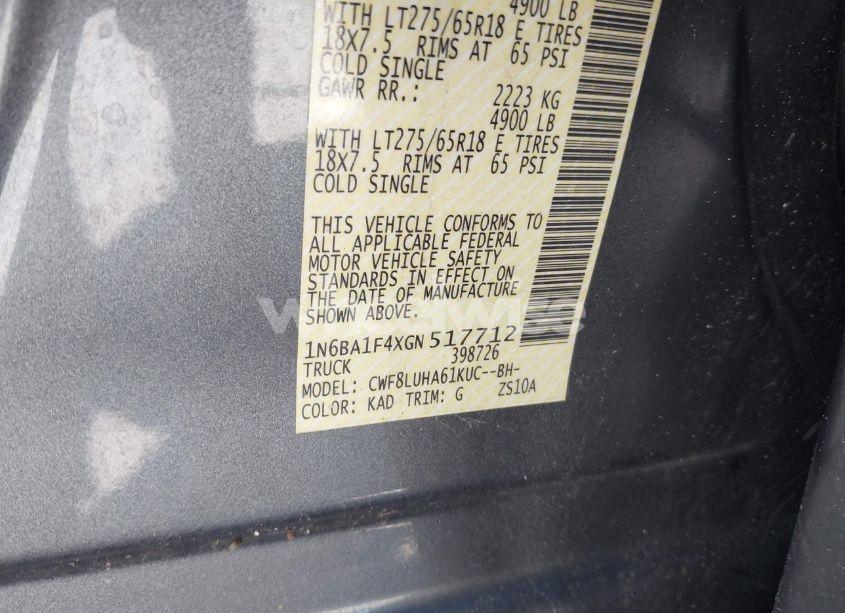 4900 LB
WITH LT275/65R18 E TIRES
18X7.5 RIMS AT 65 PSI
COLD SINGLE
GAWR RR.: 2223 KG
4900 LB
WITH LT275/65R18 E TIRES
18X7.5 RIMS AT 65 PSI
COLD SINGLE
THIS VEHICLE CONFORMS TO
ALL APPLICABLE FEDERAL
MOTOR VEHICLE SAFETY
STANDARDS IN EFFECT ON
THE DATE OF MANUFACTURE
SHOWN ABOVE.
1N6BA1F4XGN 517712
TRUCK 398726
MODEL: CWF8LUHA61KUC--BH-
COLOR: KAD TRIM: G ZS10A